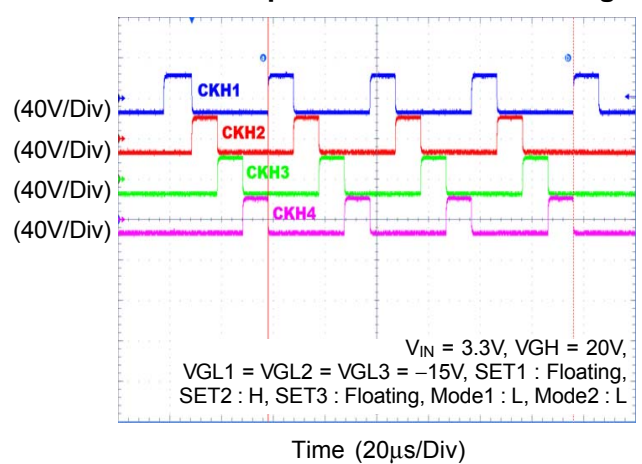 CKH1
(40V/Div)
CKH2
(40V/Div)
CKH3
(40V/Div)
CKH4
(40V/Div)
V_IN = 3.3V, VGH = 20V,
VGL1 = VGL2 = VGL3 = −15V, SET1 : Floating,
SET2 : H, SET3 : Floating, Mode1 : L, Mode2 : L
Time (20μs/Div)